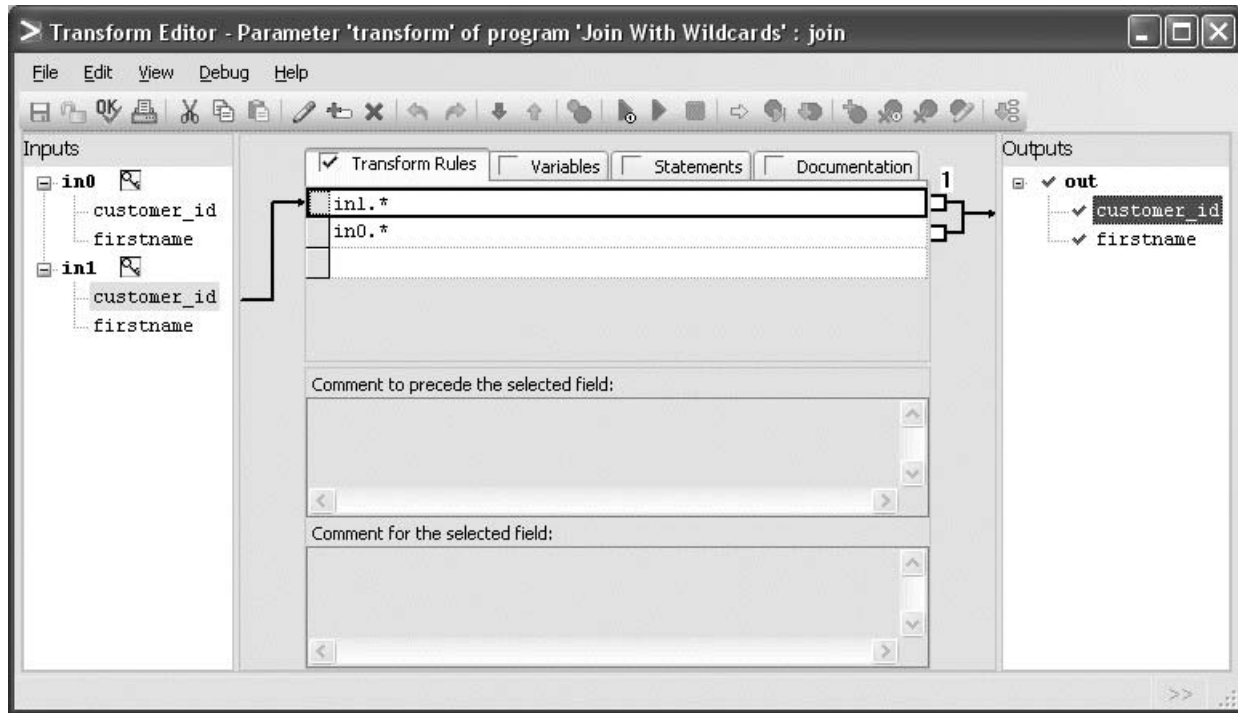 Transform Editor - Parameter 'transform' of program 'Join With Wildcards' : join
File Edit View Debug Help
OK
Inputs
in0
customer_id
firstname
in1
customer_id
firstname
Transform Rules Variables Statements Documentation
in1.*
in0.*
1
Comment to precede the selected field:
Comment for the selected field:
Outputs
out
customer_id
firstname
>>